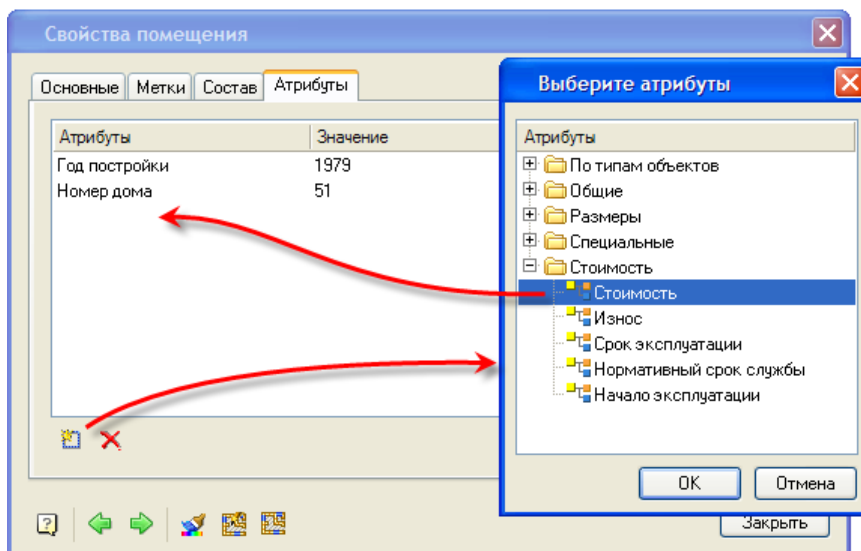 Свойства помещения
Основные Метки Состав Атрибуты
Атрибуты Значение
Год постройки 1979
Номер дома 51
Выберите атрибуты
Атрибуты
По типам объектов
Общие
Размеры
Специальные
Стоимость
Стоимость
Износ
Срок эксплуатации
Нормативный срок службы
Начало эксплуатации
OK Отмена
Закрыть